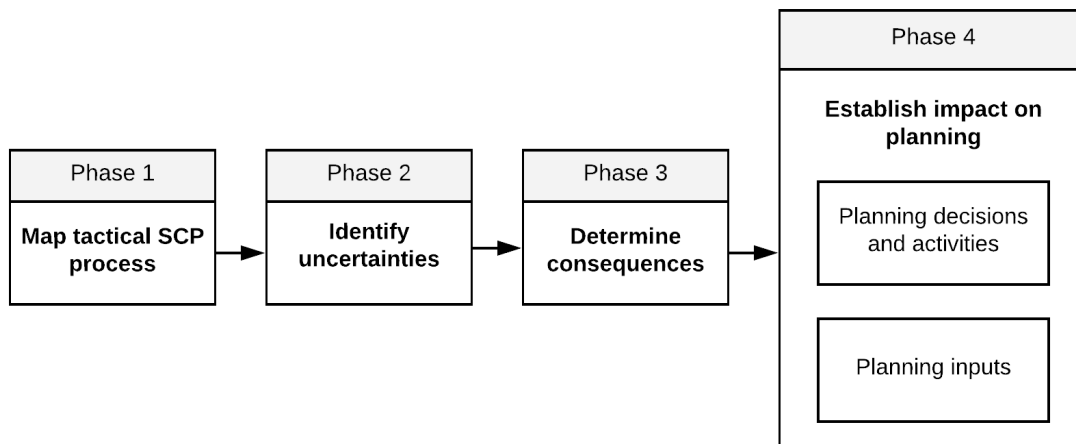 Phase 1
Map tactical SCP
process
Phase 2
Identify
uncertainties
Phase 3
Determine
consequences
Phase 4
Establish impact on
planning
Planning decisions
and activities
Planning inputs